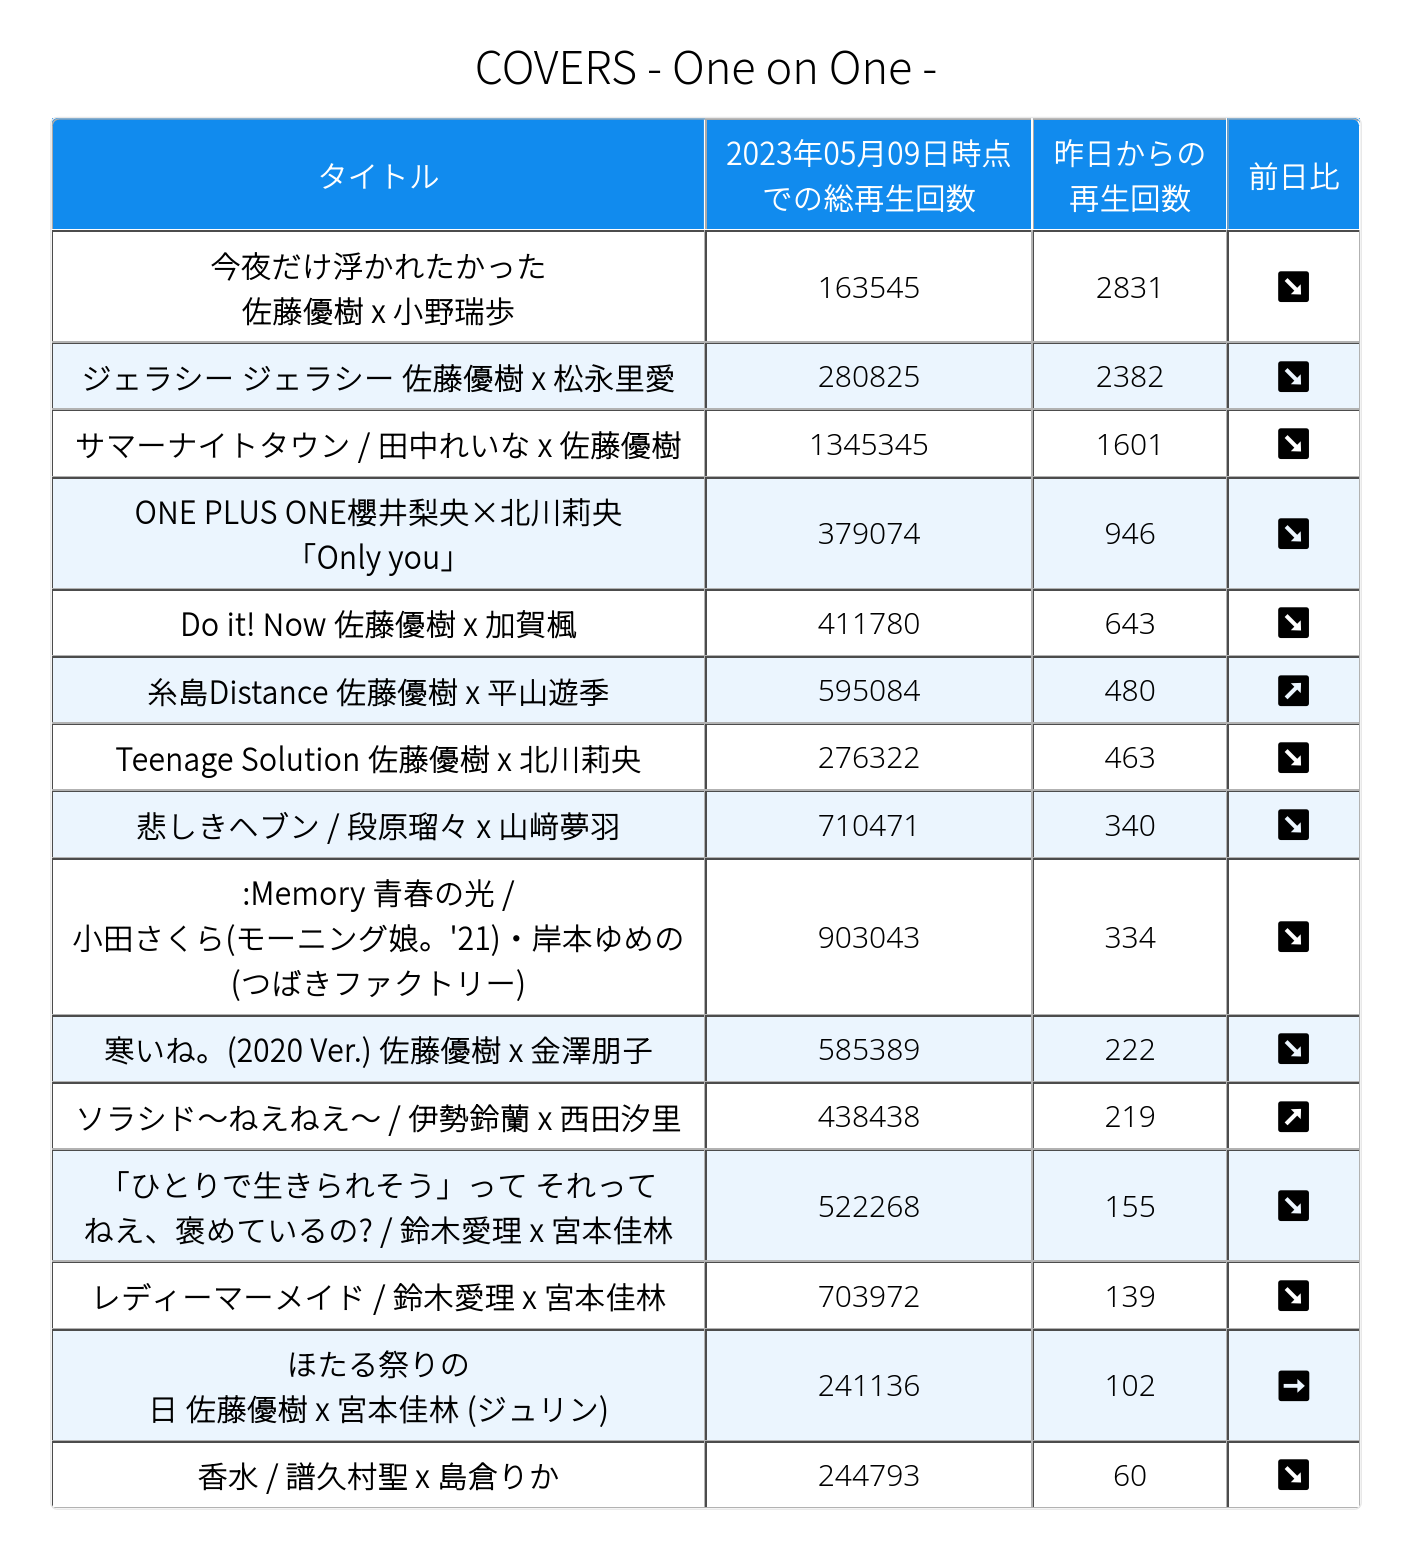 COVERS - One on One -
タイトル
2023年05月09日時点
での総再生回数
昨日からの
再生回数
前日比
今夜だけ浮かれたかった
佐藤優樹 x 小野瑞歩
163545
2831
ジェラシー ジェラシー 佐藤優樹 x 松永里愛
280825
2382
サマーナイトタウン / 田中れいな x 佐藤優樹
1345345
1601
ONE PLUS ONE櫻井梨央×北川莉央
「Only you」
379074
946
Do it! Now 佐藤優樹 x 加賀楓
411780
643
糸島Distance 佐藤優樹 x 平山遊季
595084
480
Teenage Solution 佐藤優樹 x 北川莉央
276322
463
悲しきヘブン / 段原瑠々 x 山﨑夢羽
710471
340
:Memory 青春の光 /
小田さくら(モーニング娘。'21)・岸本ゆめの
(つばきファクトリー)
903043
334
寒いね。(2020 Ver.) 佐藤優樹 x 金澤朋子
585389
222
ソラシド〜ねえねえ〜 / 伊勢鈴蘭 x 西田汐里
438438
219
「ひとりで生きられそう」って それって
ねえ、褒めているの? / 鈴木愛理 x 宮本佳林
522268
155
レディーマーメイド / 鈴木愛理 x 宮本佳林
703972
139
ほたる祭りの
日 佐藤優樹 x 宮本佳林 (ジュリン)
241136
102
香水 / 譜久村聖 x 島倉りか
244793
60